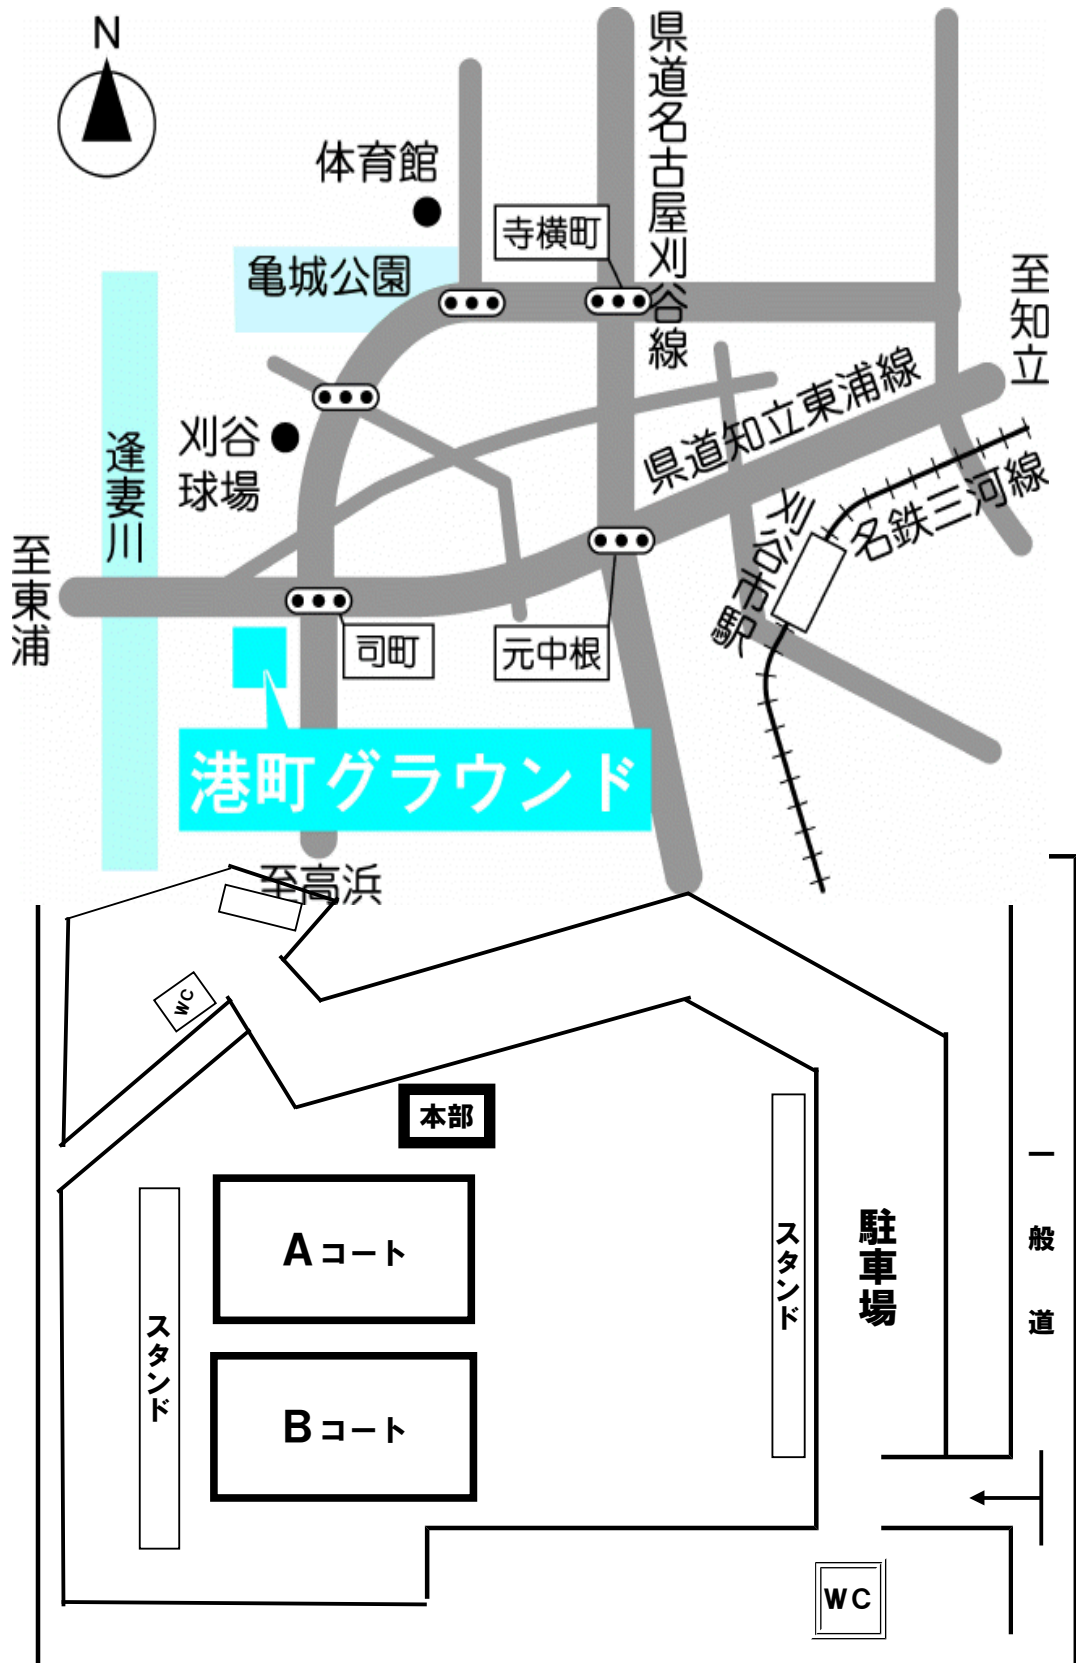 N
県道名古屋刈谷線
体育館
寺横町
亀城公園
至知立
県道知立東浦線
刈谷
球場
逢妻川
名鉄三河線
刈谷市駅
至東浦
司町
元中根
港町グラウンド
至高浜
WC
本部
一般道
Aコート
スタンド
駐車場
スタンド
Bコート
WC